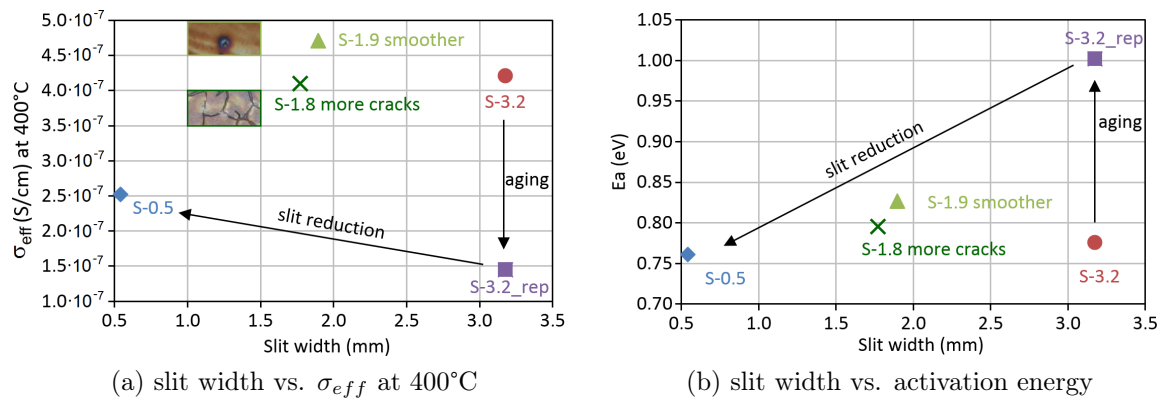 5.0·10⁻⁷
4.5·10⁻⁷
4.0·10⁻⁷
3.5·10⁻⁷
3.0·10⁻⁷
2.5·10⁻⁷
2.0·10⁻⁷
1.5·10⁻⁷
1.0·10⁻⁷
σeff (S/cm) at 400°C
S-1.9 smoother
S-1.8 more cracks
S-3.2
aging
S-0.5
slit reduction
S-3.2_rep
0.5 1.0 1.5 2.0 2.5 3.0 3.5
Slit width (mm)
(a) slit width vs. σeff at 400°C
1.05
1.00
0.95
0.90
0.85
0.80
0.75
0.70
Ea (eV)
S-3.2_rep
aging
slit reduction
S-1.9 smoother
S-1.8 more cracks
S-0.5
S-3.2
0.5 1.0 1.5 2.0 2.5 3.0 3.5
Slit width (mm)
(b) slit width vs. activation energy